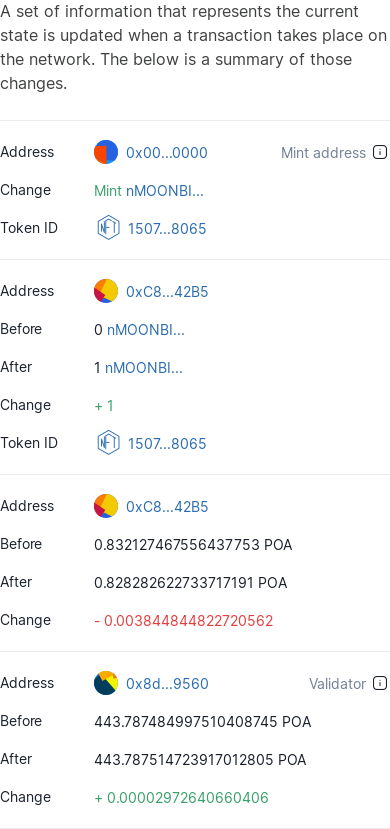 A set of information that represents the current
state is updated when a transaction takes place on
the network. The below is a summary of those
changes.
Address 0x00...0000 Mint address
Change Mint nMOONBI...
Token ID NFT 1507...8065
Address 0xC8...42B5
Before 0 nMOONBI...
After 1 nMOONBI...
Change + 1
Token ID NFT 1507...8065
Address 0xC8...42B5
Before 0.832127467556437753 POA
After 0.828282622733717191 POA
Change - 0.003844844822720562
Address 0x8d...9560 Validator
Before 443.787484997510408745 POA
After 443.787514723917012805 POA
Change + 0.00002972640660406